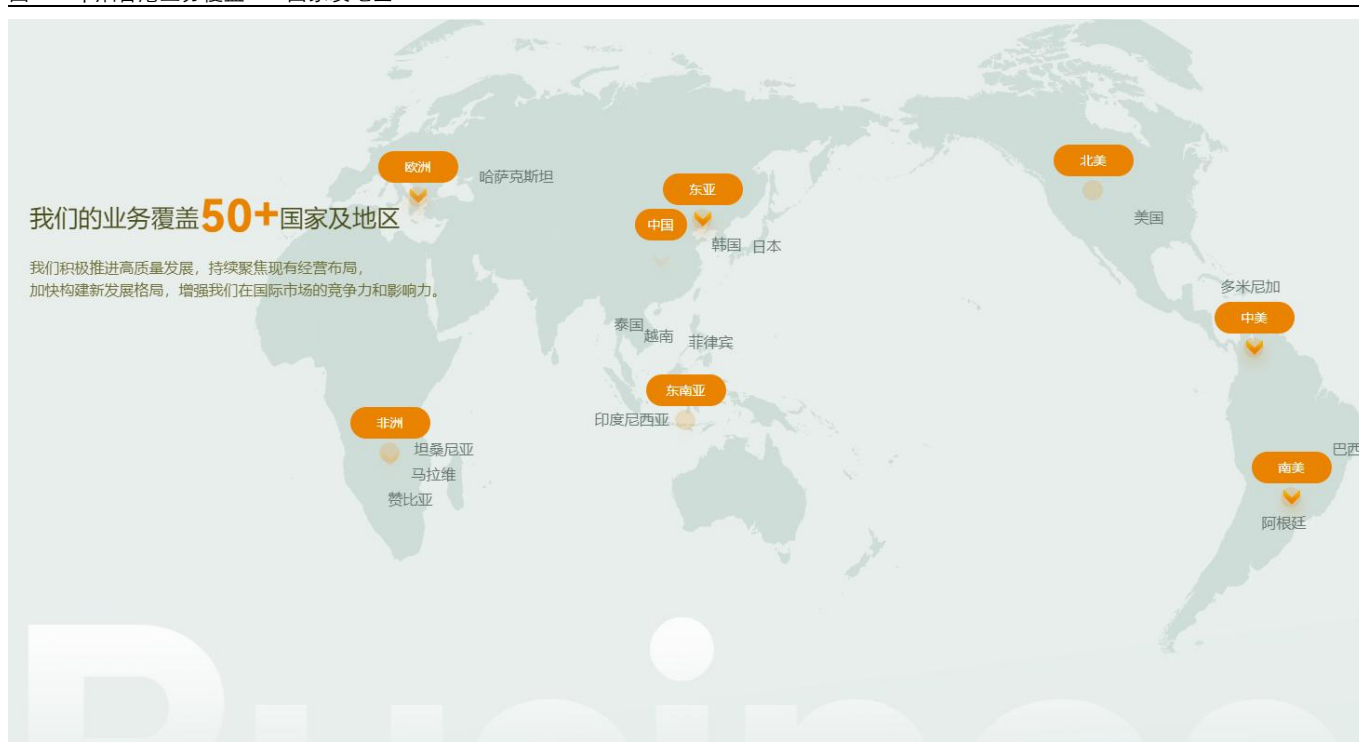 欧洲
哈萨克斯坦
北美
东亚
中国
韩国 日本
美国
我们的业务覆盖50+国家及地区
我们积极推进高质量发展，持续聚焦现有经营布局，
加快构建新发展格局，增强我们在国际市场的竞争力和影响力。
多米尼加
中美
泰国
越南
菲律宾
东南亚
印度尼西亚
非洲
坦桑尼亚
马拉维
赞比亚
巴西
南美
阿根廷